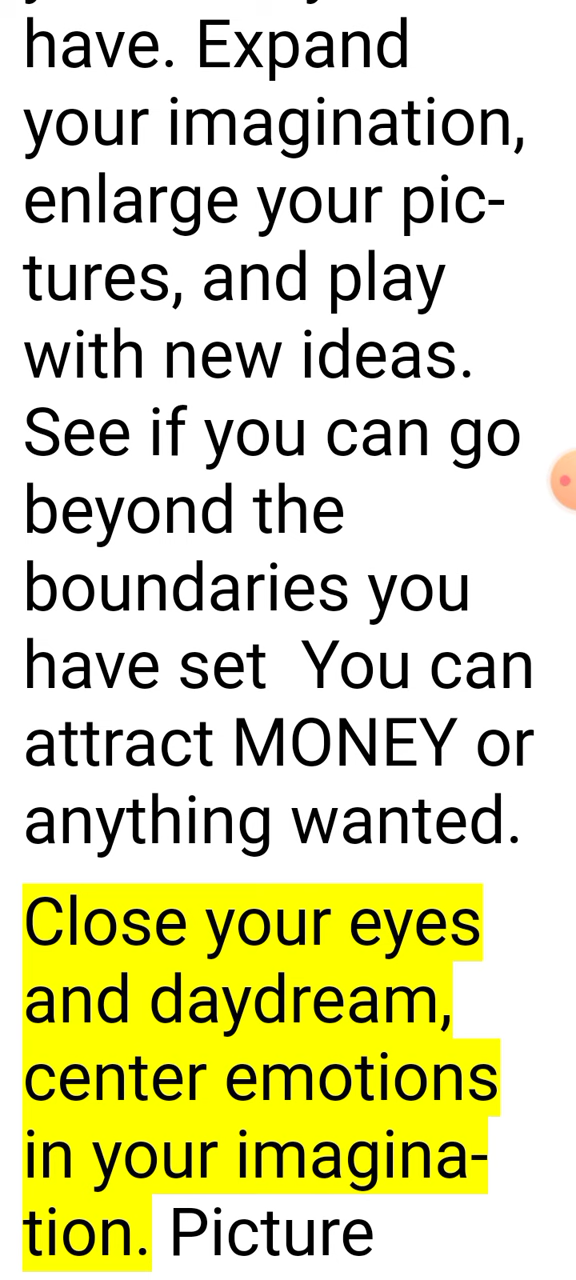 have. Expand
your imagination,
enlarge your pic-
tures, and play
with new ideas.
See if you can go
beyond the
boundaries you
have set  You can
attract MONEY or
anything wanted.
Close your eyes
and daydream,
center emotions
in your imagina-
tion. Picture